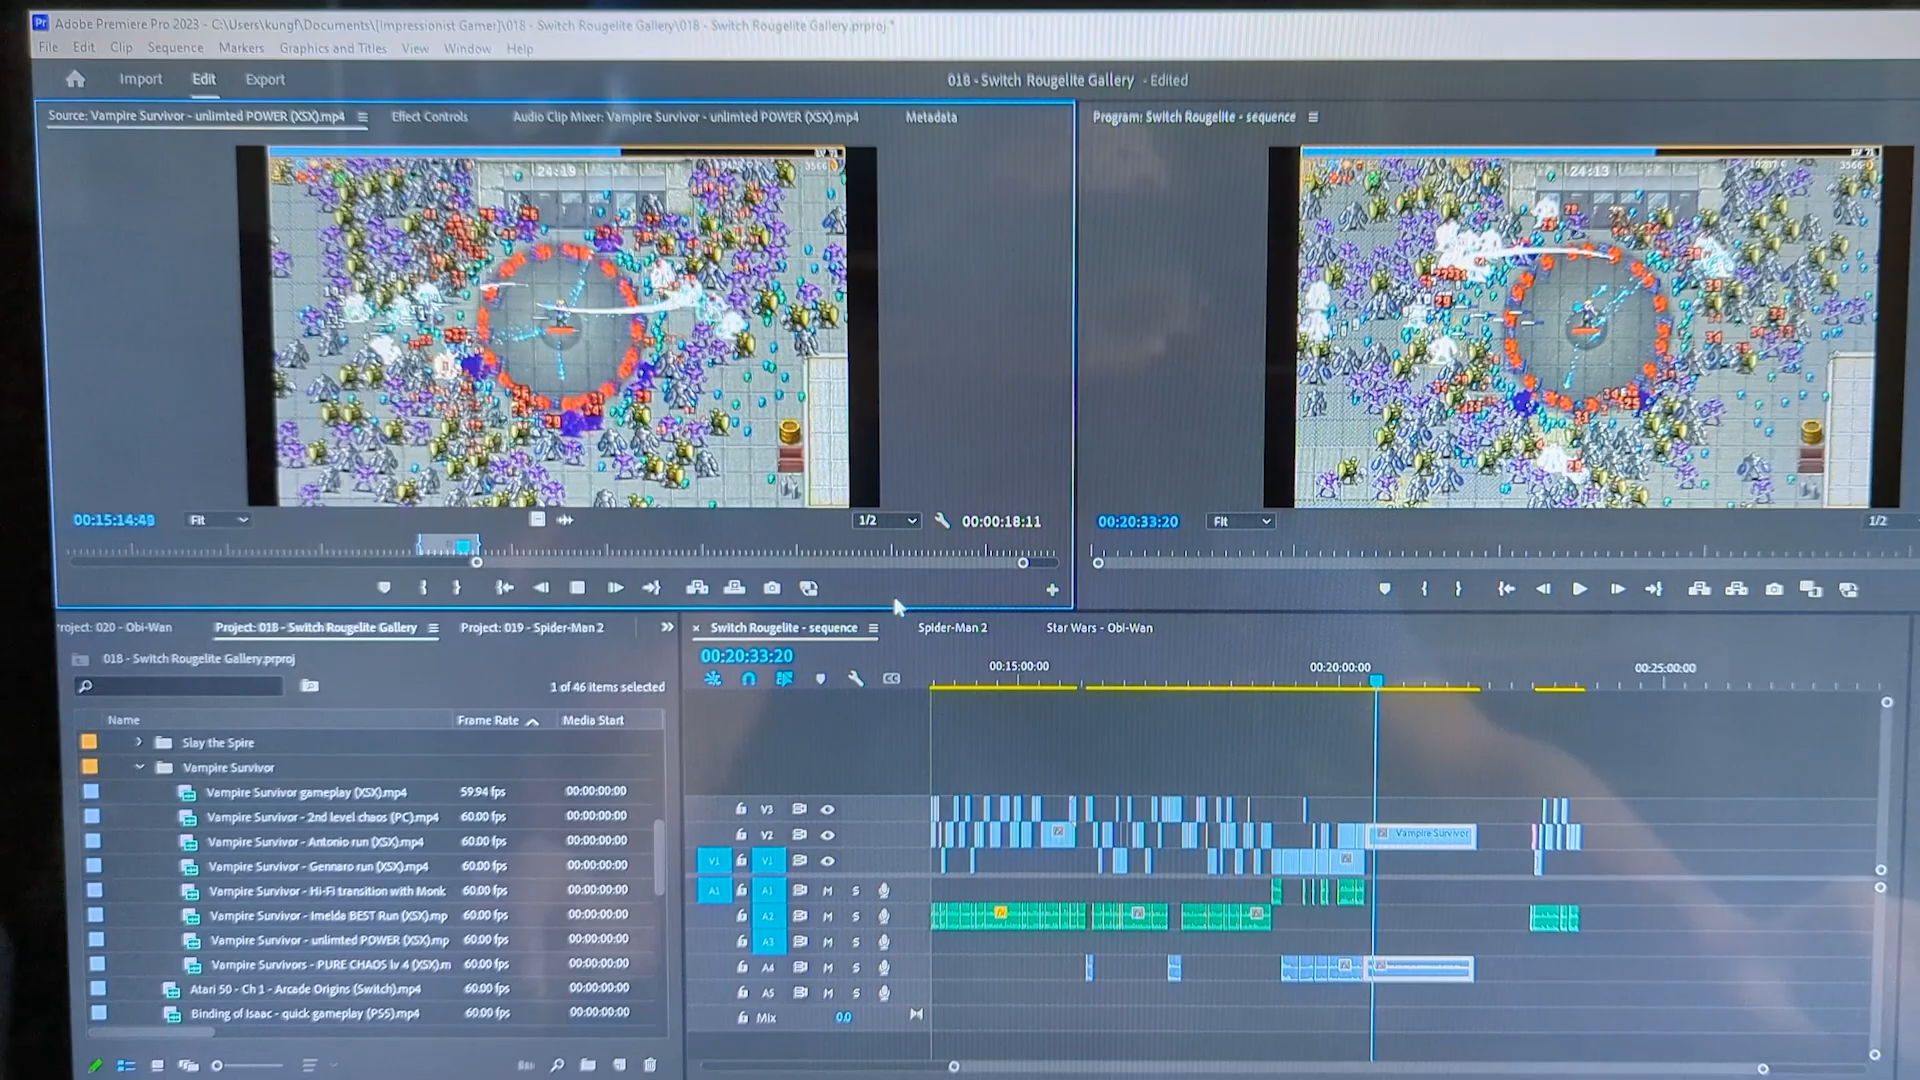 Adobe Premiere Pro 2023 - C:\Users\kungf\Documents\[Impressionist Gamer]\018 - Switch Rougelite Gallery\018 - Switch Rougelite Gallery.prproj *
File Edit Clip Sequence Markers Graphics and Titles View Window Help
Import Edit Export
018 - Switch Rougelite Gallery - Edited
Source: Vampire Survivor - unlimted POWER (XSX).mp4 Effect Controls Audio Clip Mixer: Vampire Survivor - unlimted POWER (XSX).mp4 Metadata
Program: Switch Rougelite - sequence
24:19
3566
24:13
3566
00:15:14:49 Fit 1/2 00:00:18:11
00:20:33:20 Fit 1/2
roject: 020 - Obi-Wan Project: 018 - Switch Rougelite Gallery Project: 019 - Spider-Man 2
018 - Switch Rougelite Gallery.prproj
1 of 46 items selected
Name Frame Rate Media Start
Slay the Spire
Vampire Survivor
Vampire Survivor gameplay (XSX).mp4 59.94 fps 00:00:00:00
Vampire Survivor - 2nd level chaos (PC).mp4 60.00 fps 00:00:00:00
Vampire Survivor - Antonio run (XSX).mp4 60.00 fps 00:00:00:00
Vampire Survivor - Gennaro run (XSX).mp4 60.00 fps 00:00:00:00
Vampire Survivor - Hi-Fi transition with Monk 60.00 fps 00:00:00:00
Vampire Survivor - Imelda BEST Run (XSX).mp 60.00 fps 00:00:00:00
Vampire Survivor - unlimted POWER (XSX).mp 60.00 fps 00:00:00:00
Vampire Survivors - PURE CHAOS lv 4 (XSX).m 60.00 fps 00:00:00:00
Atari 50 - Ch 1 - Arcade Origins (Switch).mp4 60.00 fps 00:00:00:00
Binding of Isaac - quick gameplay (PS5).mp4 60.00 fps 00:00:00:00
× Switch Rougelite - sequence Spider-Man 2 Star Wars - Obi-Wan
00:20:33:20
00:15:00:00 00:20:00:00 00:25:00:00
V3
V2
Vampire Survivor
V1 V1
A1 A1 M S
A2 M S
A3 M S
A4 M S
A5 M S
Mix 0.0